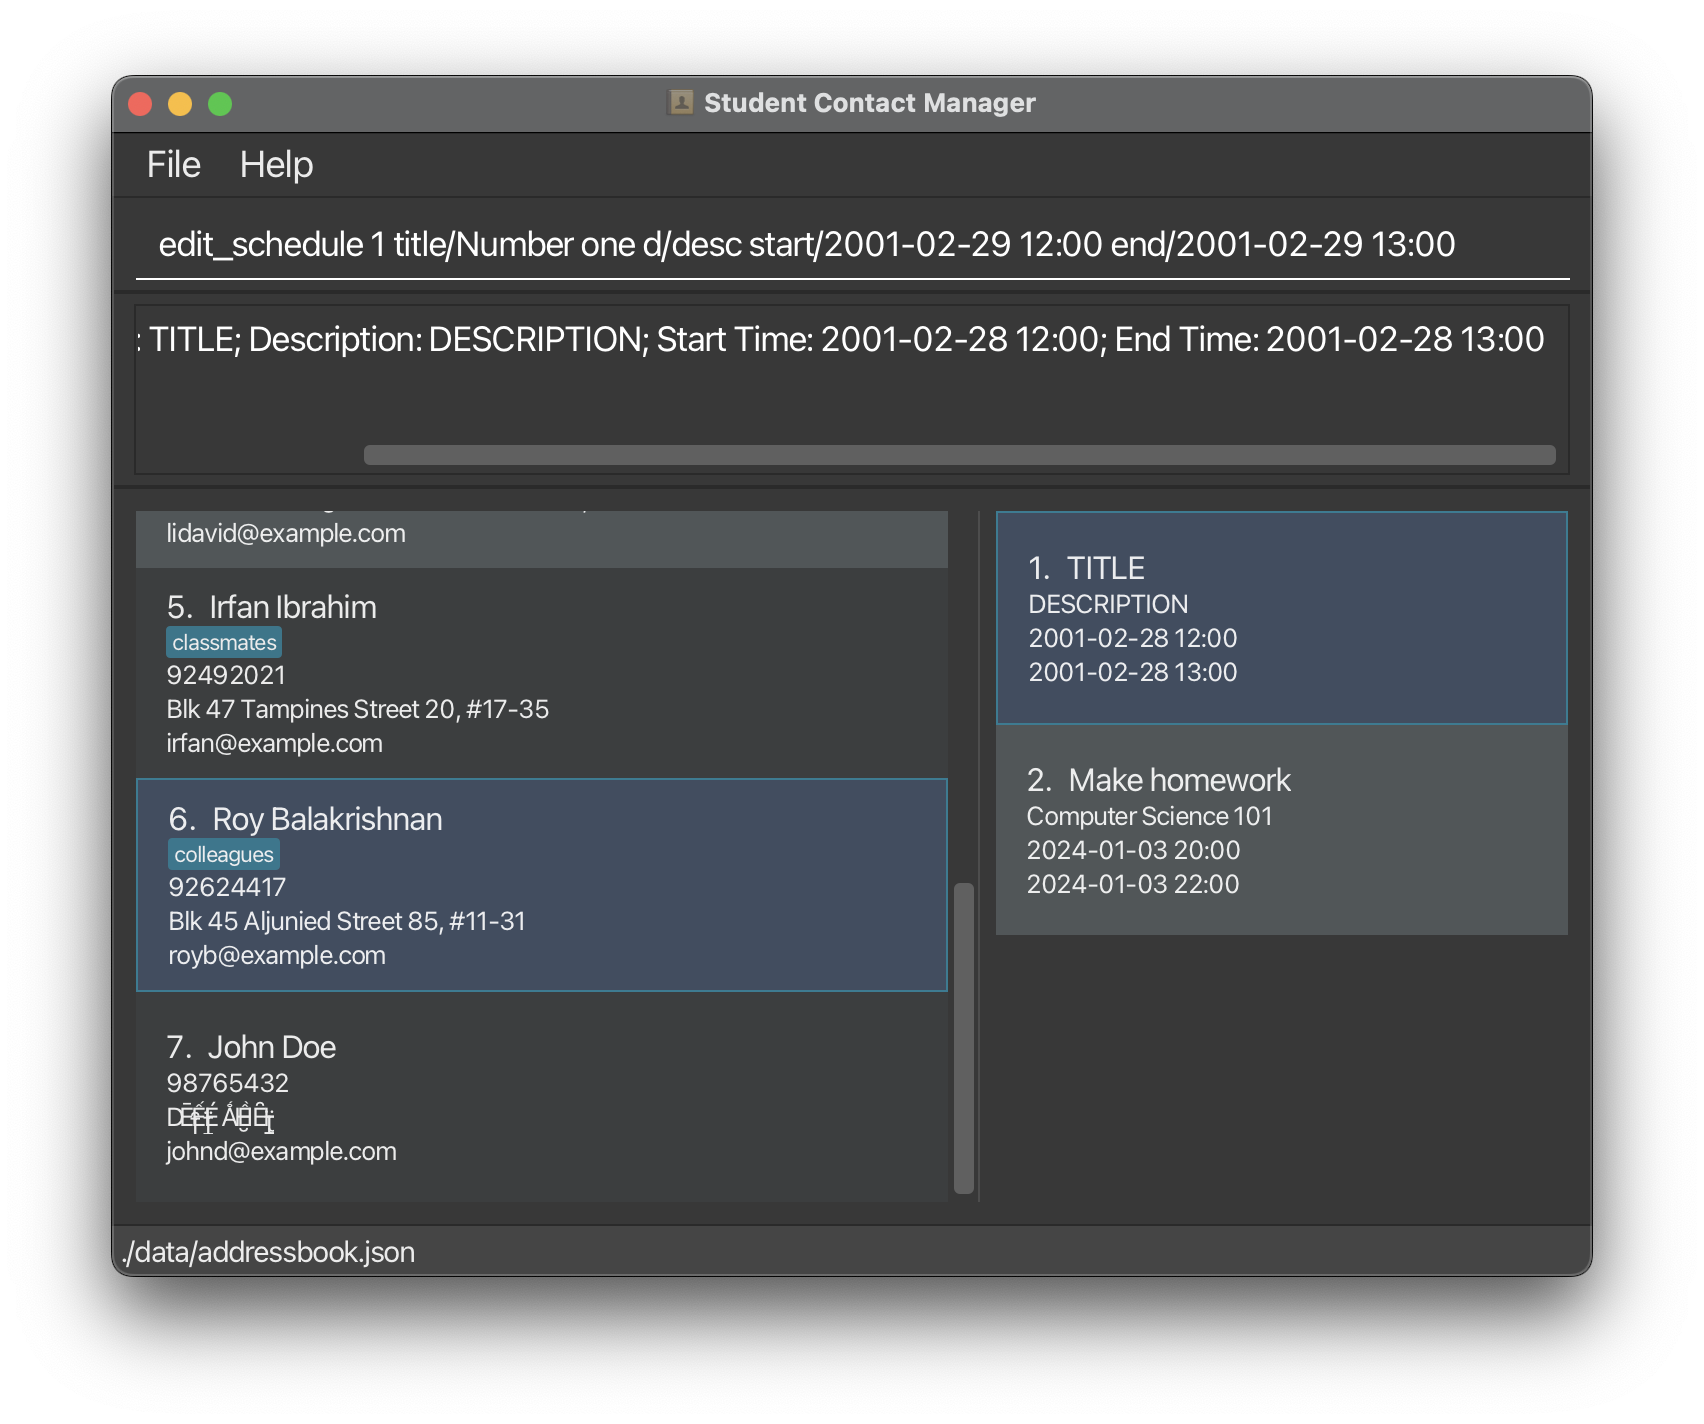 Student Contact Manager
File Help
edit_schedule 1 title/Number one d/desc start/2001-02-29 12:00 end/2001-02-29 13:00
: TITLE; Description: DESCRIPTION; Start Time: 2001-02-28 12:00; End Time: 2001-02-28 13:00
lidavid@example.com
5. Irfan Ibrahim
classmates
92492021
Blk 47 Tampines Street 20, #17-35
irfan@example.com
6. Roy Balakrishnan
colleagues
92624417
Blk 45 Aljunied Street 85, #11-31
royb@example.com
7. John Doe
98765432
johnd@example.com
1. TITLE
DESCRIPTION
2001-02-28 12:00
2001-02-28 13:00
2. Make homework
Computer Science 101
2024-01-03 20:00
2024-01-03 22:00
./data/addressbook.json